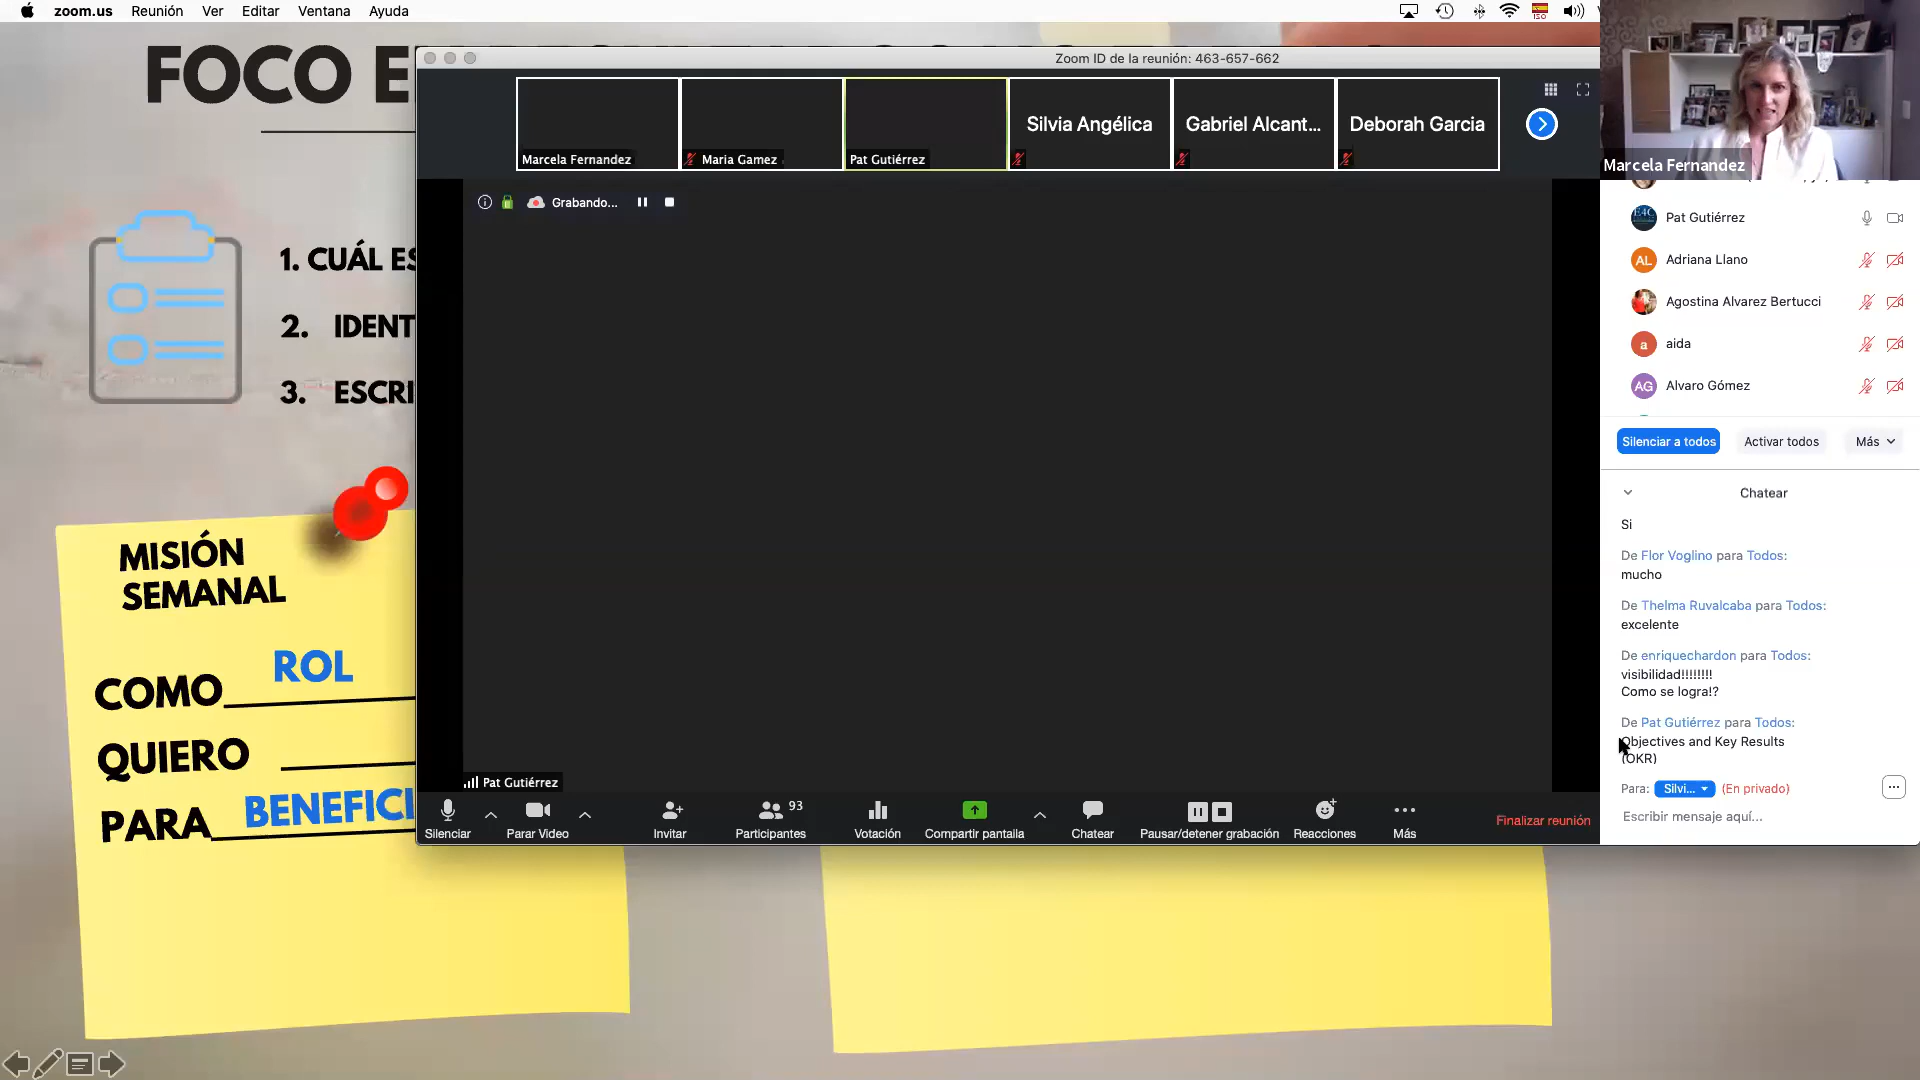 zoom.us Reunión Ver Editar Ventana Ayuda
ISO
FOCO E
1. CUÁL ES
2. IDENT
3. ESCRI
MISIÓN
SEMANAL
COMO ROL
QUIERO
PARA BENEFICI
Zoom ID de la reunión: 463-657-662
Marcela Fernandez
Maria Gamez
Pat Gutiérrez
Silvia Angélica
Gabriel Alcant...
Deborah Garcia
Grabando...
Pat Gutiérrez
Silenciar
Parar Video
Invitar
Participantes 93
Votación
Compartir pantalla
Chatear
Pausar/detener grabación
Reacciones
Más
Finalizar reunión
Marcela Fernandez
E4C Pat Gutiérrez
AL Adriana Llano
Agostina Alvarez Bertucci
a aida
AG Alvaro Gómez
Silenciar a todos Activar todos Más
Chatear
Si
De Flor Voglino para Todos:
mucho
De Thelma Ruvalcaba para Todos:
excelente
De enriquechardon para Todos:
visibilidad!!!!!!!!
Como se logra!?
De Pat Gutiérrez para Todos:
Objectives and Key Results
(OKR)
Para: Silvi... (En privado)
Escribir mensaje aquí...